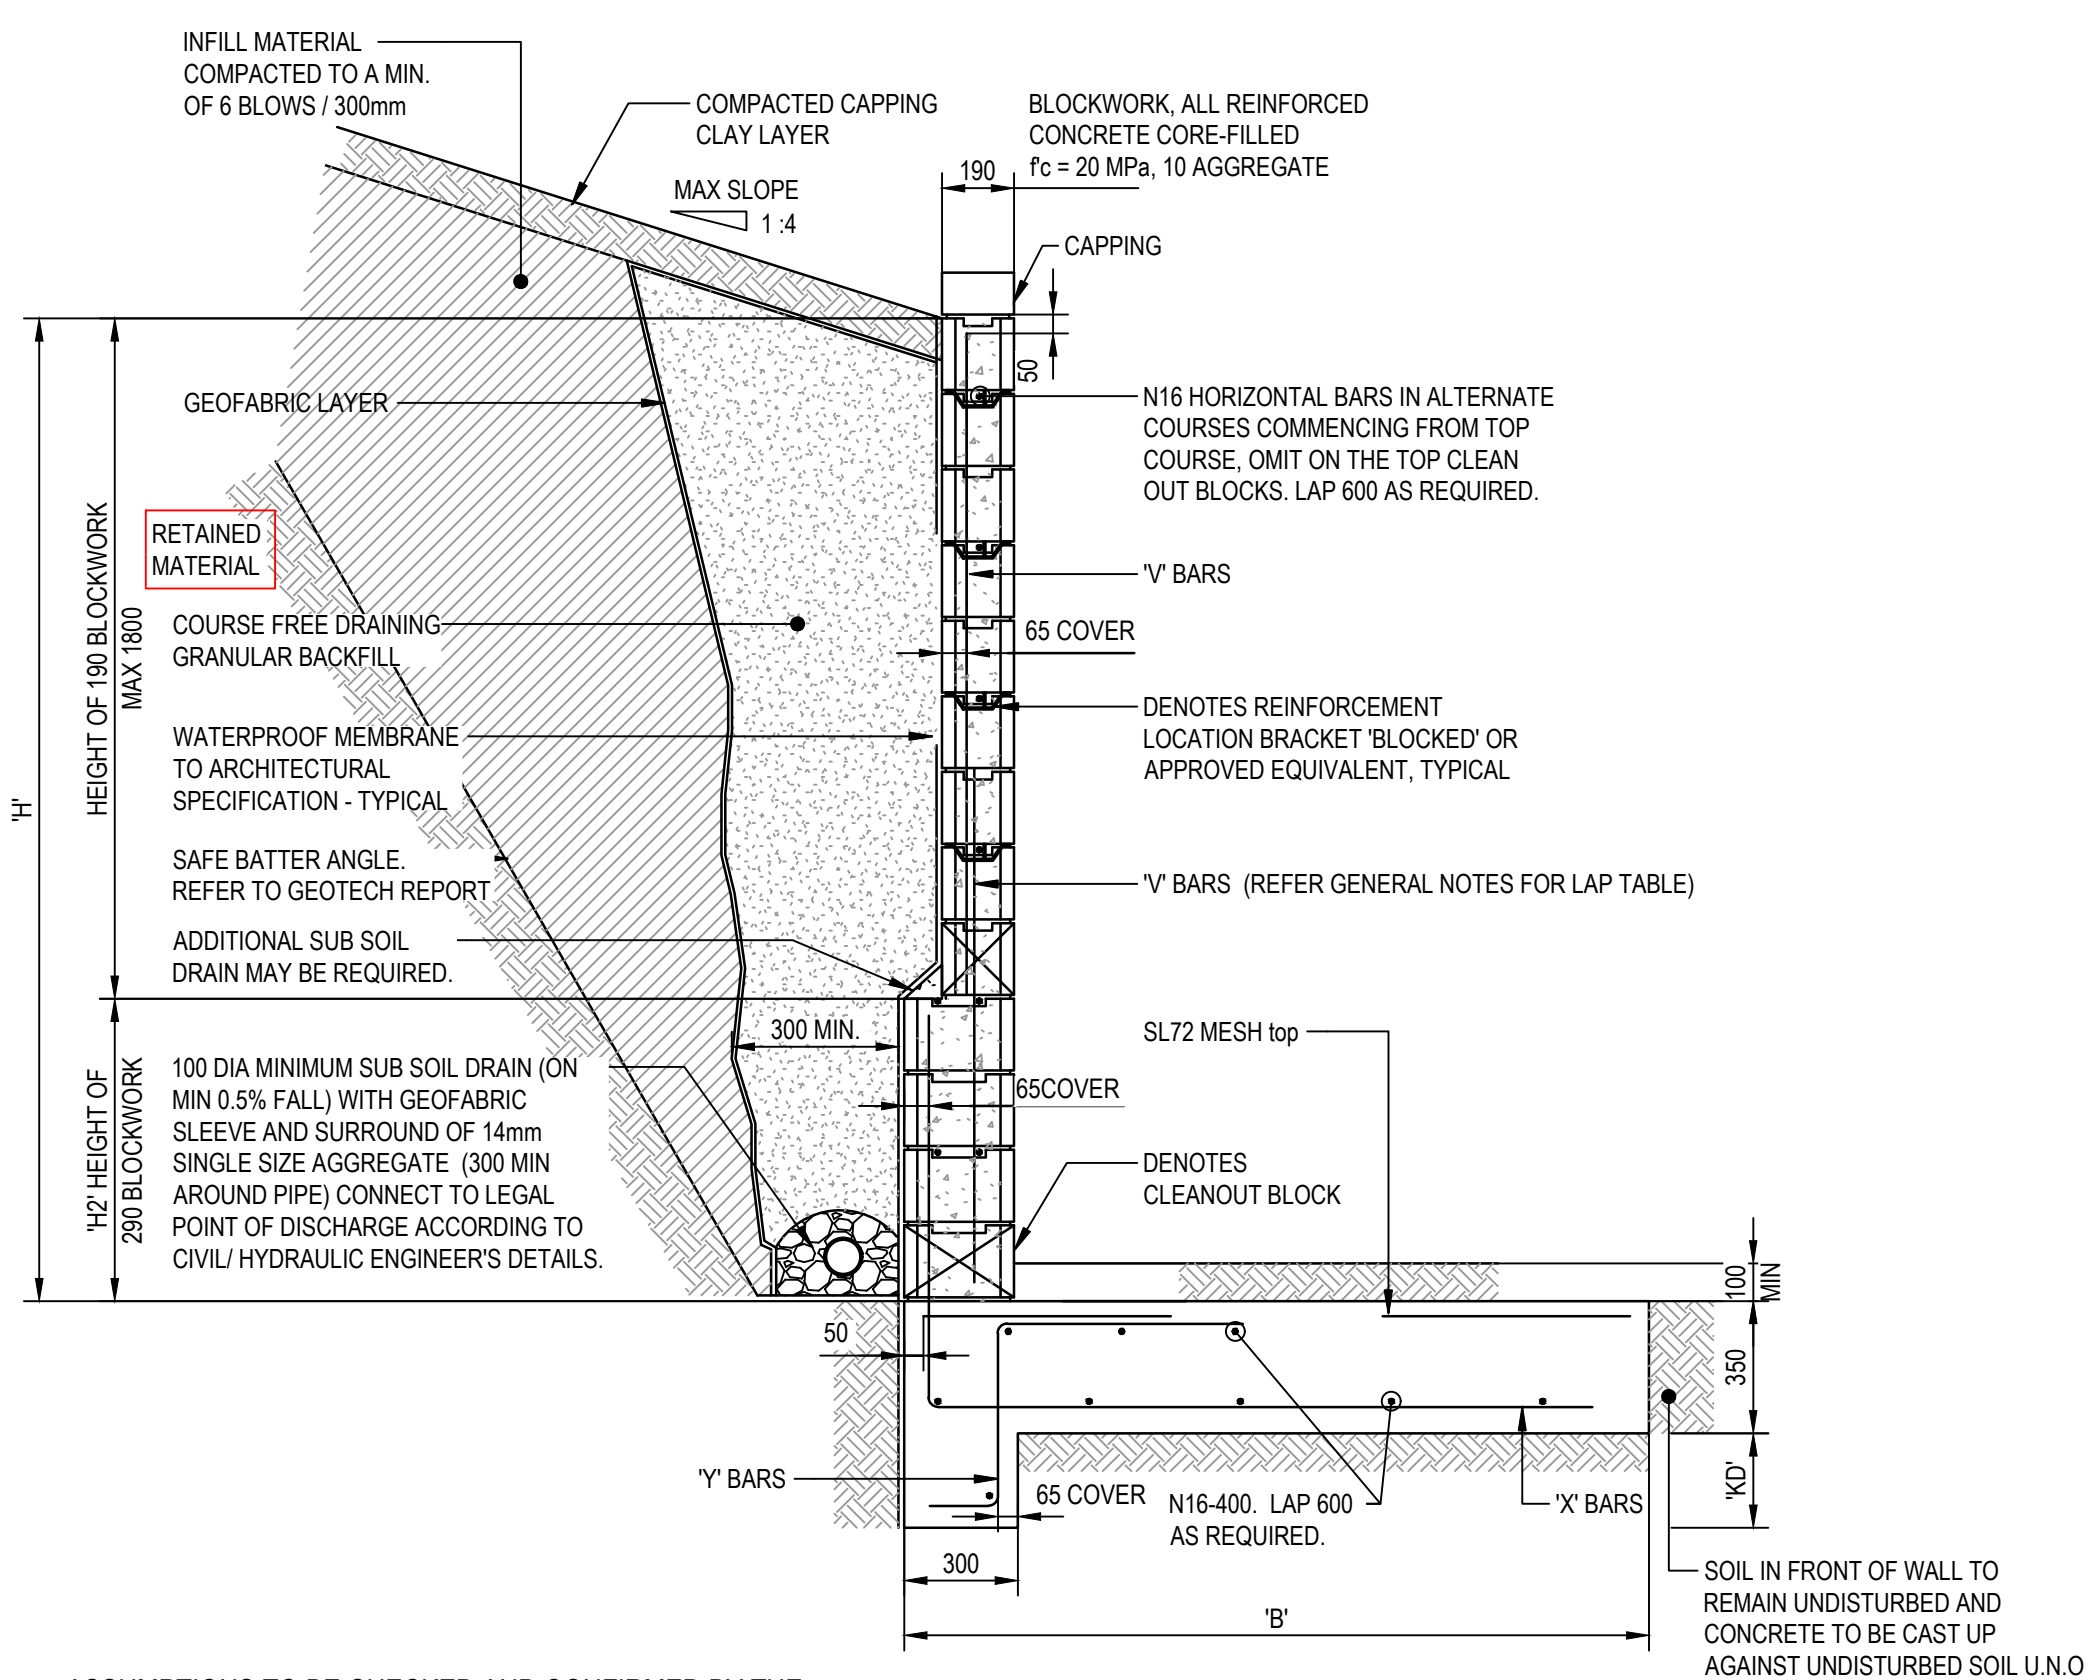 INFILL MATERIAL
COMPACTED TO A MIN.
OF 6 BLOWS / 300mm
COMPACTED CAPPING
CLAY LAYER
BLOCKWORK, ALL REINFORCED
CONCRETE CORE-FILLED
f'c = 20 MPa, 10 AGGREGATE
190
MAX SLOPE
1 :4
CAPPING
50
GEOFABRIC LAYER
N16 HORIZONTAL BARS IN ALTERNATE
COURSES COMMENCING FROM TOP
COURSE, OMIT ON THE TOP CLEAN
OUT BLOCKS. LAP 600 AS REQUIRED.
RETAINED
MATERIAL
'V' BARS
'H'
HEIGHT OF 190 BLOCKWORK
MAX 1800
COURSE FREE DRAINING
GRANULAR BACKFILL
65 COVER
WATERPROOF MEMBRANE
TO ARCHITECTURAL
SPECIFICATION - TYPICAL
DENOTES REINFORCEMENT
LOCATION BRACKET 'BLOCKED' OR
APPROVED EQUIVALENT, TYPICAL
SAFE BATTER ANGLE.
REFER TO GEOTECH REPORT
'V' BARS (REFER GENERAL NOTES FOR LAP TABLE)
ADDITIONAL SUB SOIL
DRAIN MAY BE REQUIRED.
300 MIN.
SL72 MESH top
'H2' HEIGHT OF
290 BLOCKWORK
100 DIA MINIMUM SUB SOIL DRAIN (ON
MIN 0.5% FALL) WITH GEOFABRIC
SLEEVE AND SURROUND OF 14mm
SINGLE SIZE AGGREGATE (300 MIN
AROUND PIPE) CONNECT TO LEGAL
POINT OF DISCHARGE ACCORDING TO
CIVIL/ HYDRAULIC ENGINEER'S DETAILS.
65COVER
DENOTES
CLEANOUT BLOCK
100
MIN
50
350
'KD'
'Y' BARS
65 COVER
N16-400. LAP 600
AS REQUIRED.
'X' BARS
300
'B'
SOIL IN FRONT OF WALL TO
REMAIN UNDISTURBED AND
CONCRETE TO BE CAST UP
AGAINST UNDISTURBED SOIL U.N.O
ASSUMPTIONS TO BE CHECKED AND CONFIRMED BY THE